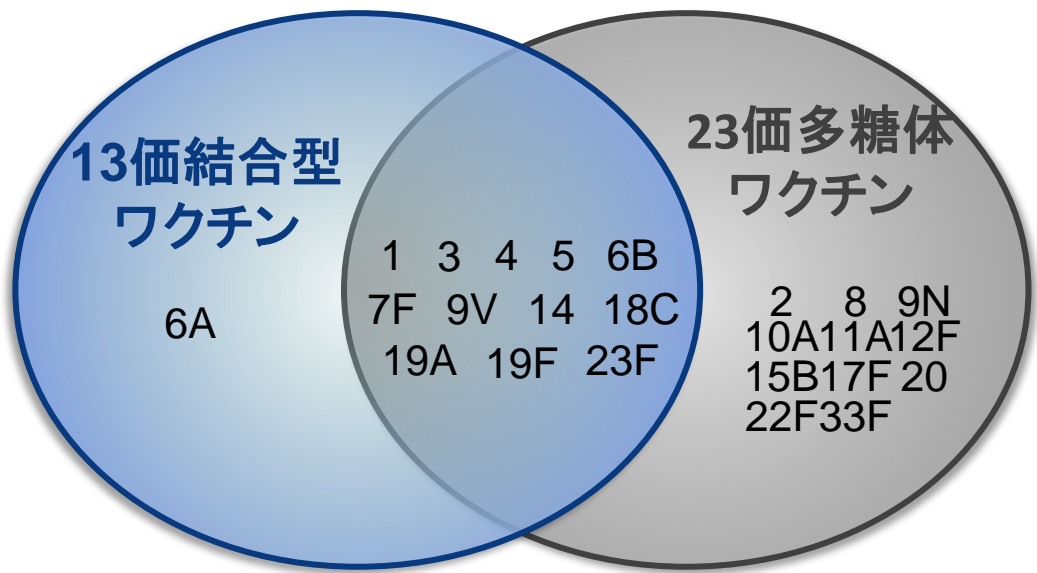 13価結合型
ワクチン
6A
1 3 4 5 6B
7F 9V 14 18C
19A 19F 23F
23価多糖体
ワクチン
2 8 9N
10A11A12F
15B17F 20
22F33F